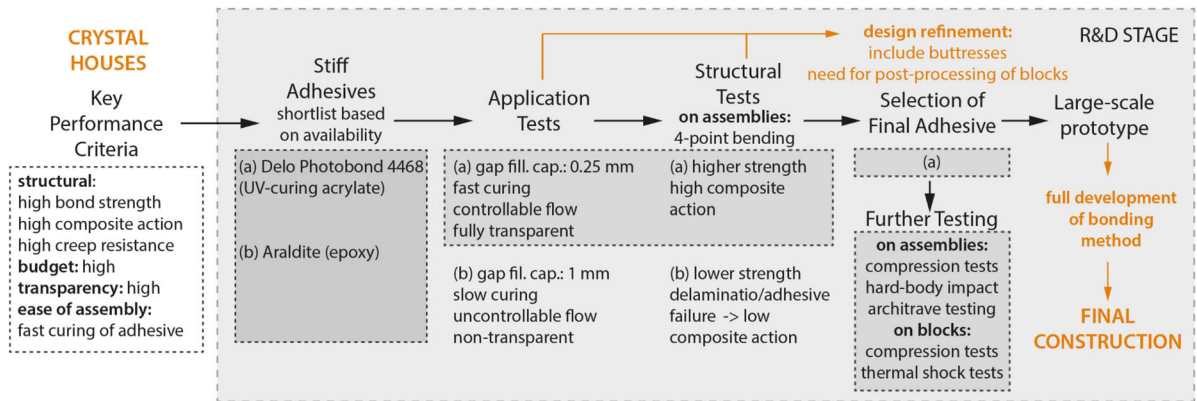 CRYSTAL
HOUSES
Key
Performance
Criteria
structural:
high bond strength
high composite action
high creep resistance
budget: high
transparency: high
ease of assembly:
fast curing of adhesive
Stiff
Adhesives
shortlist based
on availability
(a) Delo Photobond 4468
(UV-curing acrylate)
(b) Araldite (epoxy)
Application
Tests
(a) gap fill. cap.: 0.25 mm
fast curing
controllable flow
fully transparent
(b) gap fil. cap.: 1 mm
slow curing
uncontrollable flow
non-transparent
Structural
Tests
on assemblies:
4-point bending
(a) higher strength
high composite
action
(b) lower strength
delaminatio/adhesive
failure -> low
composite action
design refinement:
include buttresses
need for post-processing of blocks
R&D STAGE
Selection of
Final Adhesive
(a)
Further Testing
on assemblies:
compression tests
hard-body impact
architrave testing
on blocks:
compression tests
thermal shock tests
Large-scale
prototype
full development
of bonding
method
FINAL
CONSTRUCTION